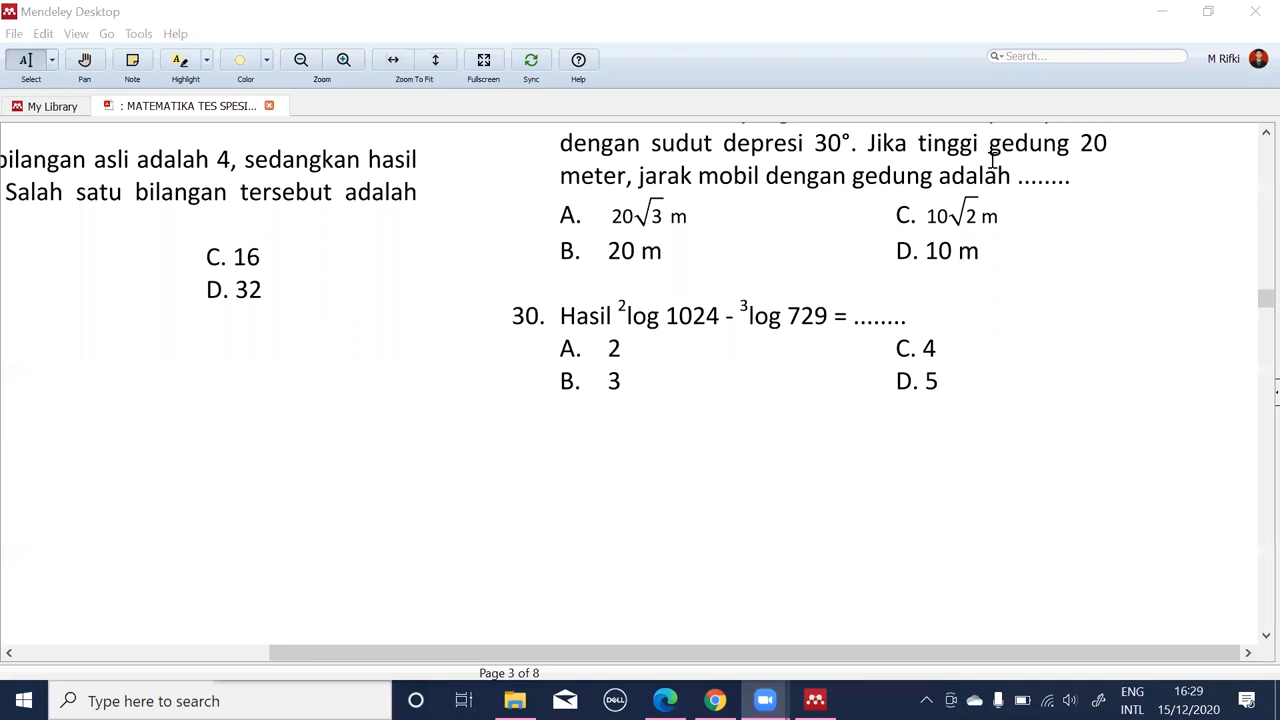 Mendeley Desktop
File Edit View Go Tools Help
Select Pan Note Highlight Color Zoom Zoom To Fit Fullscreen Sync Help
Search...
M Rifki
My Library
: MATEMATIKA TES SPESI...
bilangan asli adalah 4, sedangkan hasil
Salah satu bilangan tersebut adalah
C. 16
D. 32
dengan sudut depresi 30°. Jika tinggi gedung 20
meter, jarak mobil dengan gedung adalah ........
A. 20√3 m C. 10√2 m
B. 20 m D. 10 m
30. Hasil ²log 1024 - ³log 729 = ........
A. 2 C. 4
B. 3 D. 5
Page 3 of 8
Type here to search
DELL
ENG 16:29
INTL 15/12/2020